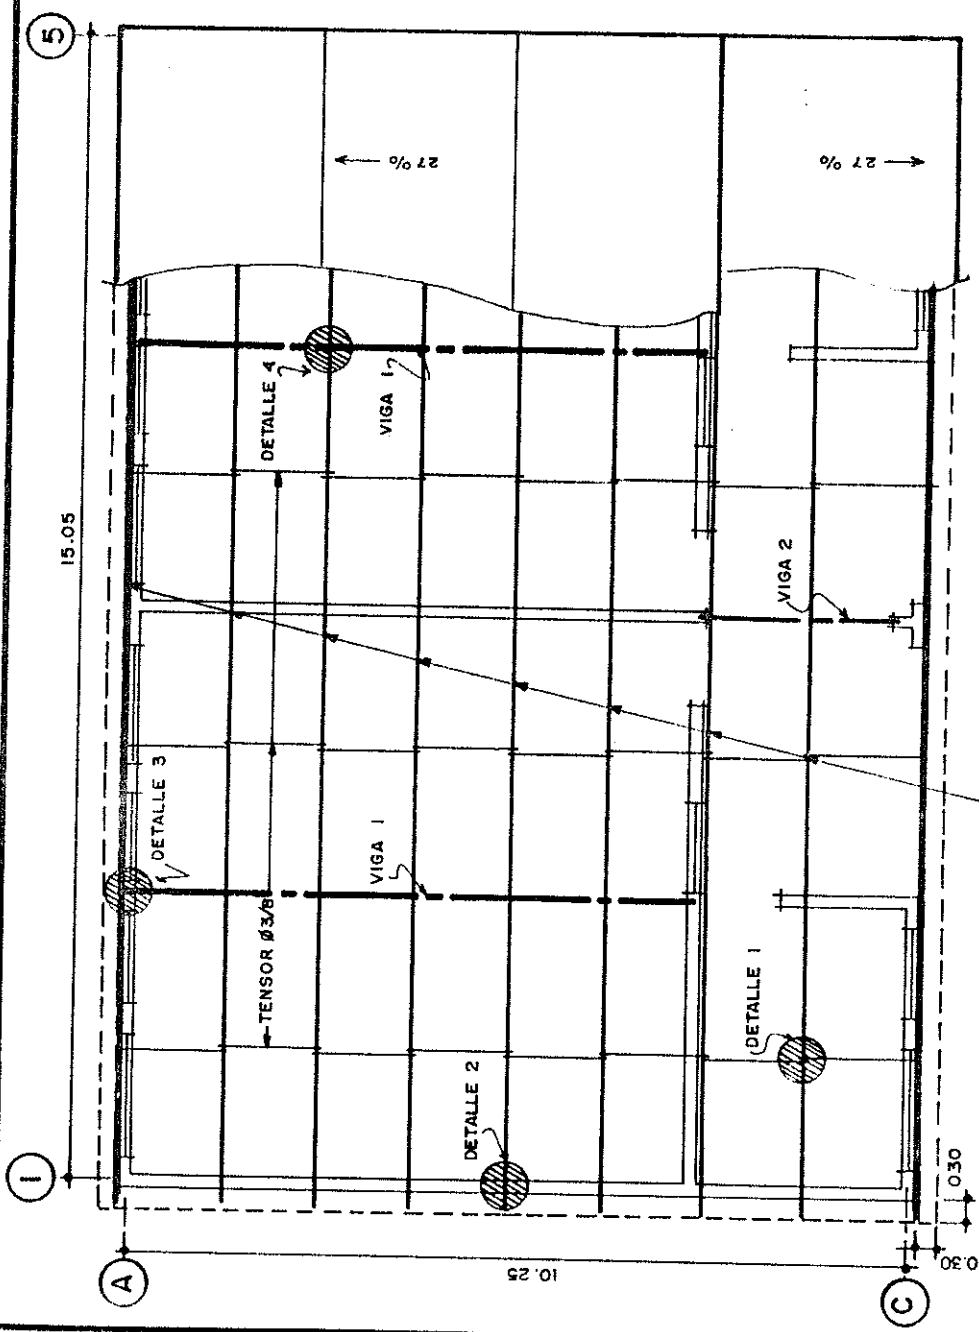 5
15.05
27 %
27 %
DETALLE 4
VIGA 1
VIGA 2
DETALLE 3
VIGA 1
TENSOR Ø3/8
DETALLE 1
DETALLE 2
1
0.30
A
10.25
C
0.30